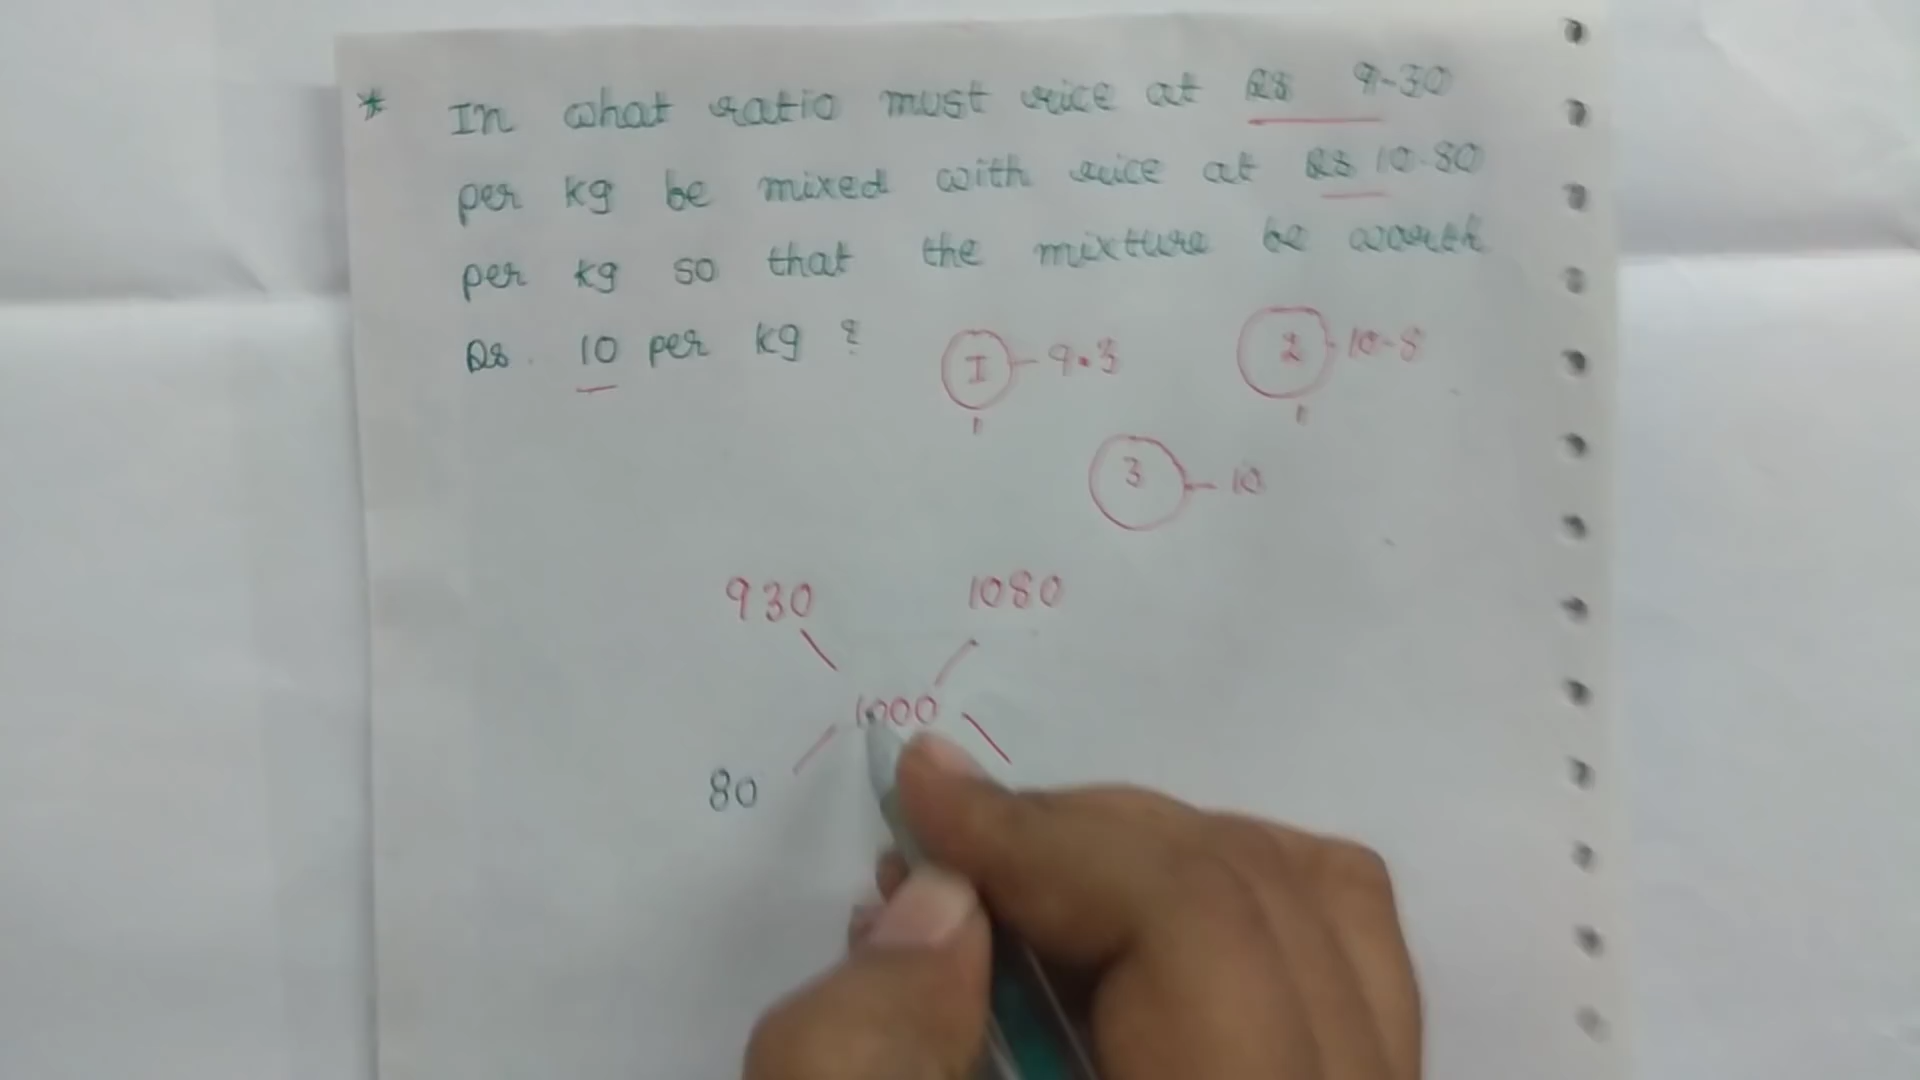 * In what ratio must rice at Rs 9-30
per kg be mixed with rice at Rs 10.80
per kg so that the mixture be worth
Rs. 10 per kg ?
I - 9.3
2 - 10-8
3 - 10
930 1080
1000
80